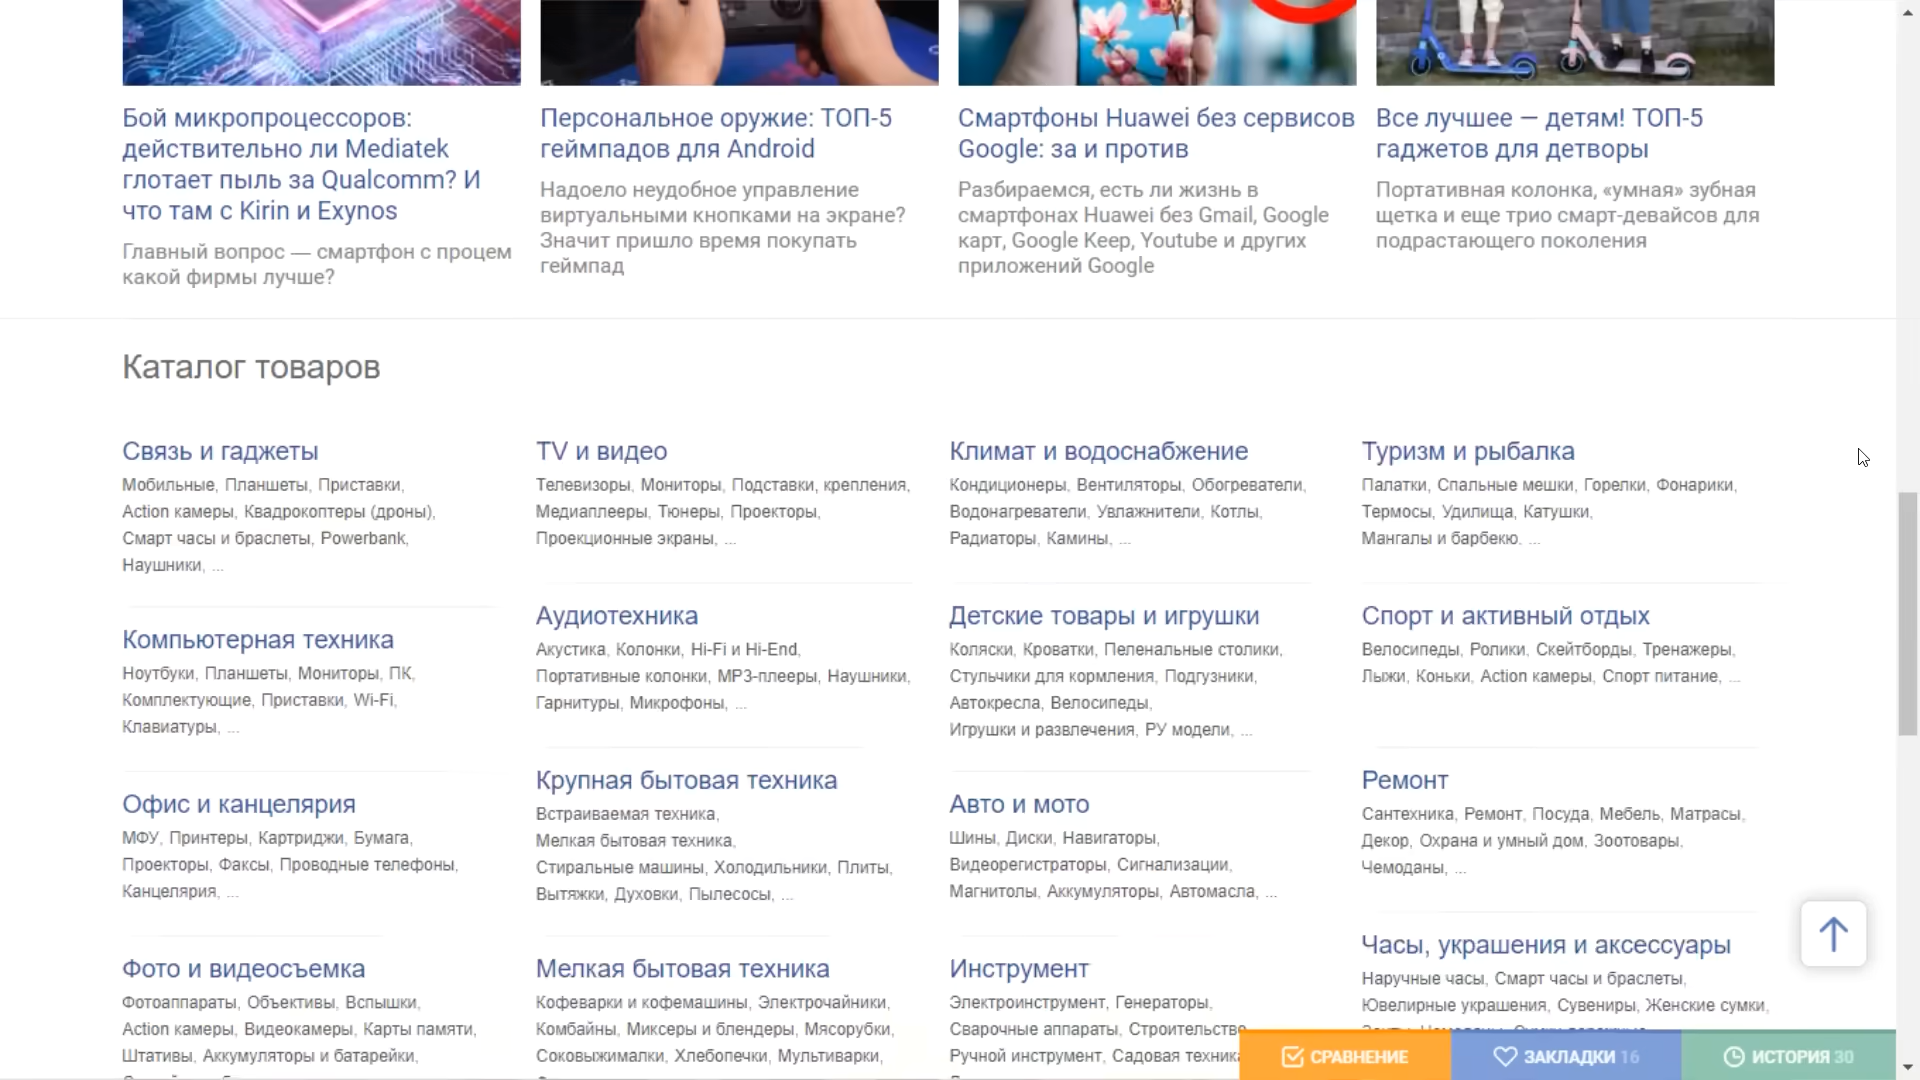 Бой микропроцессоров:
действительно ли Mediatek
глотает пыль за Qualcomm? И
что там с Kirin и Exynos
Главный вопрос — смартфон с процем
какой фирмы лучше?
Персональное оружие: ТОП-5
геймпадов для Android
Надоело неудобное управление
виртуальными кнопками на экране?
Значит пришло время покупать
геймпад
Смартфоны Huawei без сервисов
Google: за и против
Разбираемся, есть ли жизнь в
смартфонах Huawei без Gmail, Google
карт, Google Keep, Youtube и других
приложений Google
Все лучшее — детям! ТОП-5
гаджетов для детворы
Портативная колонка, «умная» зубная
щетка и еще трио смарт-девайсов для
подрастающего поколения
Каталог товаров
Связь и гаджеты
Мобильные, Планшеты, Приставки,
Action камеры, Квадрокоптеры (дроны),
Смарт часы и браслеты, Powerbank,
Наушники, ...
Компьютерная техника
Ноутбуки, Планшеты, Мониторы, ПК,
Комплектующие, Приставки, Wi-Fi,
Клавиатуры, ...
Офис и канцелярия
МФУ, Принтеры, Картриджи, Бумага,
Проекторы, Факсы, Проводные телефоны,
Канцелярия, ...
Фото и видеосъемка
Фотоаппараты, Объективы, Вспышки,
Action камеры, Видеокамеры, Карты памяти,
Штативы, Аккумуляторы и батарейки,
TV и видео
Телевизоры, Мониторы, Подставки, крепления,
Медиаплееры, Тюнеры, Проекторы,
Проекционные экраны, ...
Аудиотехника
Акустика, Колонки, Hi-Fi и Hi-End,
Портативные колонки, MP3-плееры, Наушники,
Гарнитуры, Микрофоны, ...
Крупная бытовая техника
Встраиваемая техника,
Мелкая бытовая техника,
Стиральные машины, Холодильники, Плиты,
Вытяжки, Духовки, Пылесосы, ...
Мелкая бытовая техника
Кофеварки и кофемашины, Электрочайники,
Комбайны, Миксеры и блендеры, Мясорубки,
Соковыжималки, Хлебопечки, Мультиварки,
Климат и водоснабжение
Кондиционеры, Вентиляторы, Обогреватели,
Водонагреватели, Увлажнители, Котлы,
Радиаторы, Камины, ...
Детские товары и игрушки
Коляски, Кроватки, Пеленальные столики,
Стульчики для кормления, Подгузники,
Автокресла, Велосипеды,
Игрушки и развлечения, РУ модели, ...
Авто и мото
Шины, Диски, Навигаторы,
Видеорегистраторы, Сигнализации,
Магнитолы, Аккумуляторы, Автомасла, ...
Инструмент
Электроинструмент, Генераторы,
Сварочные аппараты, Строительство
Ручной инструмент, Садовая техника
Туризм и рыбалка
Палатки, Спальные мешки, Горелки, Фонарики,
Термосы, Удилища, Катушки,
Мангалы и барбекю, ...
Спорт и активный отдых
Велосипеды, Ролики, Скейтборды, Тренажеры,
Лыжи, Коньки, Action камеры, Спорт питание, ...
Ремонт
Сантехника, Ремонт, Посуда, Мебель, Матрасы,
Декор, Охрана и умный дом, Зоотовары,
Чемоданы, ...
Часы, украшения и аксессуары
Наручные часы, Смарт часы и браслеты,
Ювелирные украшения, Сувениры, Женские сумки,
СРАВНЕНИЕ
ЗАКЛАДКИ 16
ИСТОРИЯ 30